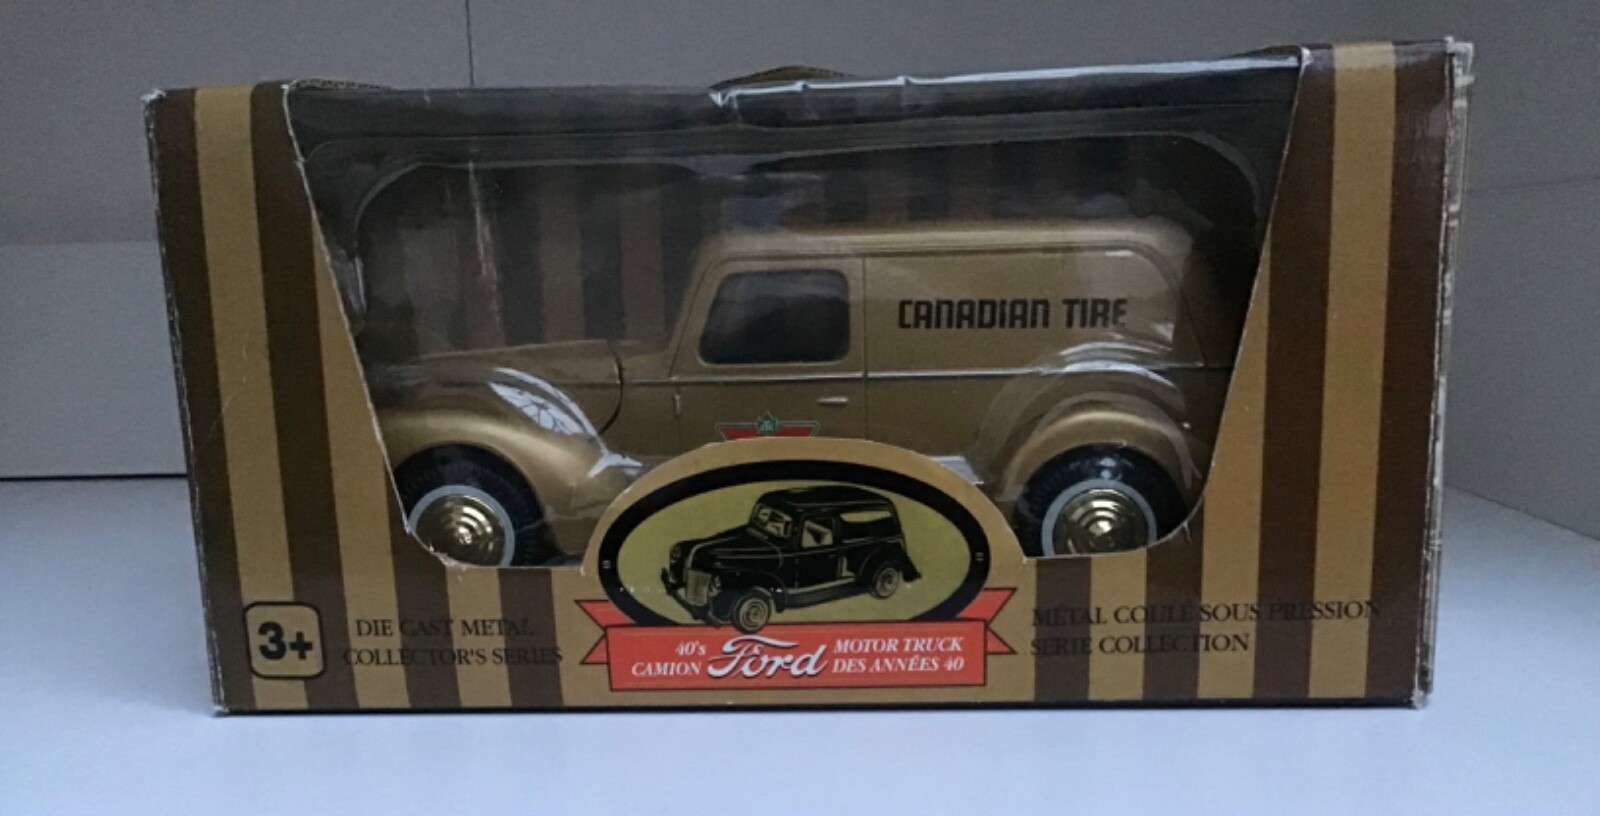 CANADIAN TIRE
3+
DIE CAST METAL
COLLECTOR'S SERIES
40's
CAMION
Ford
MOTOR TRUCK
DES ANNÉES 40
MÉTAL COULÉ SOUS PRESSION
SERIE COLLECTION